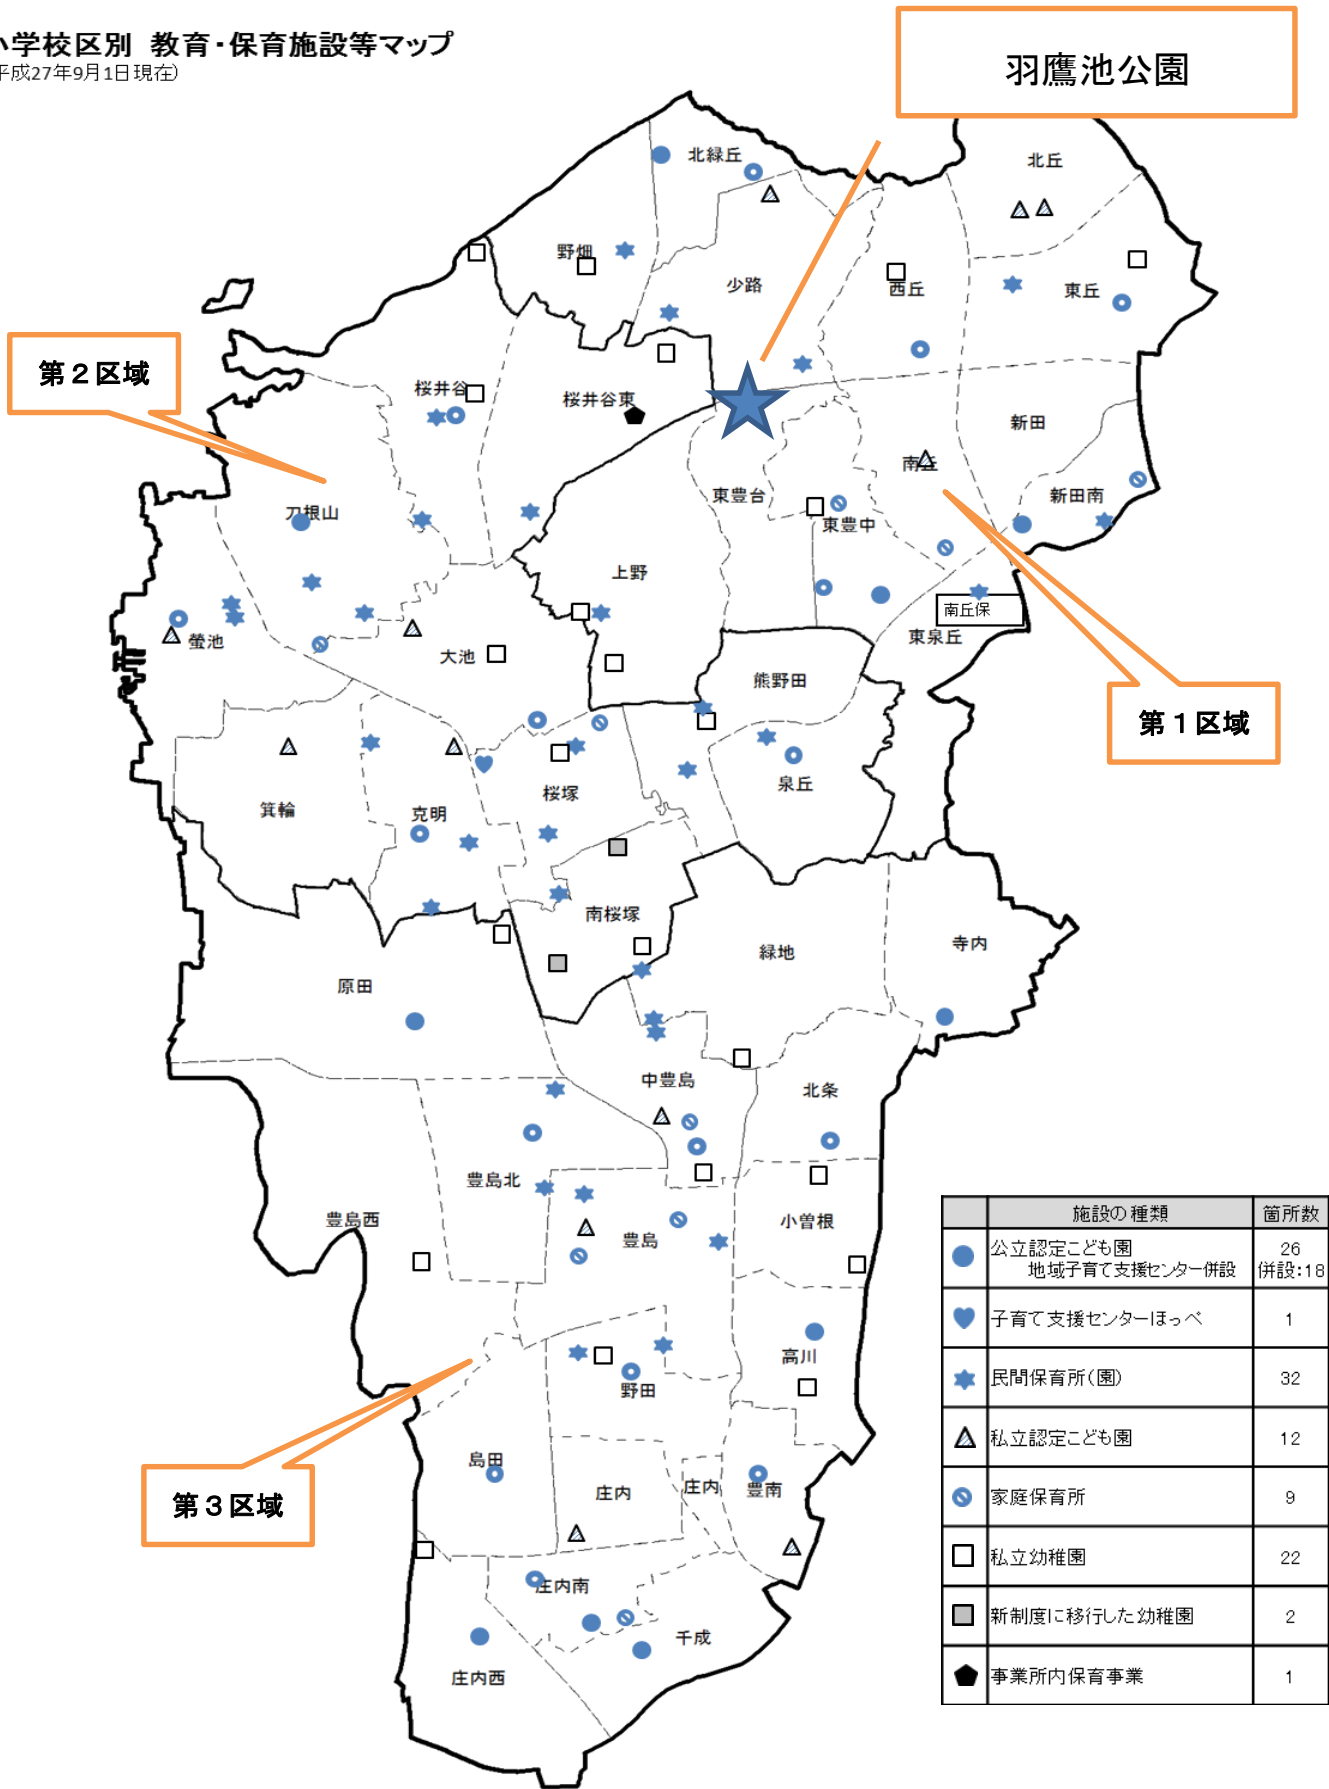 小学校区別 教育・保育施設等マップ
平成27年9月1日現在)
羽鷹池公園
北丘
北緑丘
野畑
少路
西丘
東丘
第2区域
桜井谷
桜井谷東
新田
南丘
東豊台
新田南
刀根山
東豊中
上野
南丘保
東泉丘
螢池
大池
熊野田
第1区域
泉丘
桜塚
箕輪
克明
南桜塚
緑地
寺内
原田
中豊島
北条
豊島北
豊島西
豊島
小曽根
高川
野田
島田
庄内
庄内
豊南
第3区域
庄内南
千成
庄内西
施設の種類 箇所数
公立認定こども園 26
地域子育て支援センター併設 併設:18
子育て支援センターほっぺ 1
民間保育所(園) 32
私立認定こども園 12
家庭保育所 9
私立幼稚園 22
新制度に移行した幼稚園 2
事業所内保育事業 1